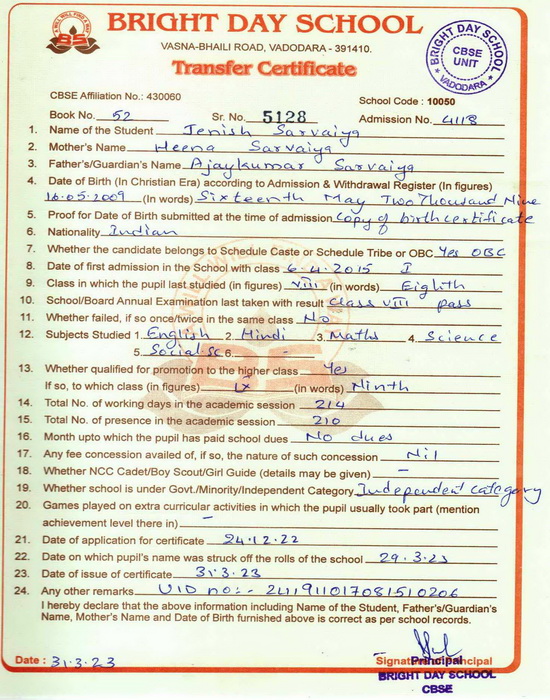 BRIGHT DAY SCHOOL
VASNA-BHAILI ROAD, VADODARA - 391410.
Transfer Certificate
BRIGHT DAY SCHOOL
CBSE
UNIT
VADODARA
CBSE Affiliation No.: 430060
School Code : 10050
Book No. 52 Sr. No. 5128 Admission No. 4118
1. Name of the Student Jenish Sarvaiya
2. Mother's Name Heena Sarvaiya
3. Father's/Guardian's Name Ajaykumar Sarvaiya
4. Date of Birth (In Christian Era) according to Admission & Withdrawal Register (In figures)
16.05.2009 (In words) Sixteenth May Two Thousand Nine
5. Proof for Date of Birth submitted at the time of admission copy of birth certificate
6. Nationality Indian
7. Whether the candidate belongs to Schedule Caste or Schedule Tribe or OBC Yes OBC
8. Date of first admission in the School with class 6.4.2015 I
9. Class in which the pupil last studied (in figures) VIII (in words) Eighth
10. School/Board Annual Examination last taken with result Class VIII pass
11. Whether failed, if so once/twice in the same class No
12. Subjects Studied 1. English 2. Hindi 3. Maths 4. Science
5. Social.Sc 6. -
13. Whether qualified for promotion to the higher class Yes
If so, to which class (in figures) IX (in words) Ninth
14. Total No. of working days in the academic session 214
15. Total No. of presence in the academic session 210
16. Month upto which the pupil has paid school dues No dues
17. Any fee concession availed of, if so, the nature of such concession Nil
18. Whether NCC Cadet/Boy Scout/Girl Guide (details may be given) -
19. Whether school is under Govt./Minority/Independent Category Independent category
20. Games played on extra curricular activities in which the pupil usually took part (mention
achievement level there in) -
21. Date of application for certificate 24.12.22
22. Date on which pupil's name was struck off the rolls of the school 29.3.23
23. Date of issue of certificate 31.3.23
24. Any other remarks UID no:- 241911017081510206
I hereby declare that the above information including Name of the Student, Father's/Guardian's
Name, Mother's Name and Date of Birth furnished above is correct as per school records.
Date : 31.3.23
Principal
BRIGHT DAY SCHOOL
CBSE